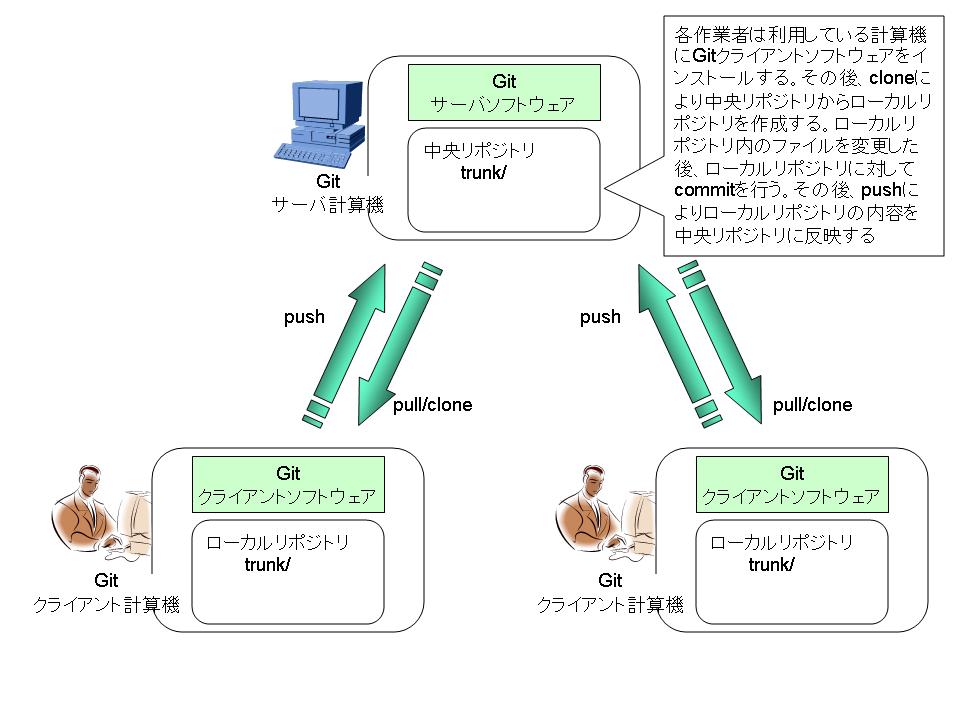 各作業者は利用している計算機
にGitクライアントソフトウェアをイ
ンストールする。その後、cloneに
より中央リポジトリからローカルリ
ポジトリを作成する。ローカルリ
ポジトリ内のファイルを変更した
後、ローカルリポジトリに対して
commitを行う。その後、pushに
よりローカルリポジトリの内容を
中央リポジトリに反映する
Git
サーバソフトウェア
中央リポジトリ
trunk/
Git
サーバ計算機
push
pull/clone
push
pull/clone
Git
クライアントソフトウェア
ローカルリポジトリ
trunk/
Git
クライアント計算機
Git
クライアントソフトウェア
ローカルリポジトリ
trunk/
Git
クライアント計算機